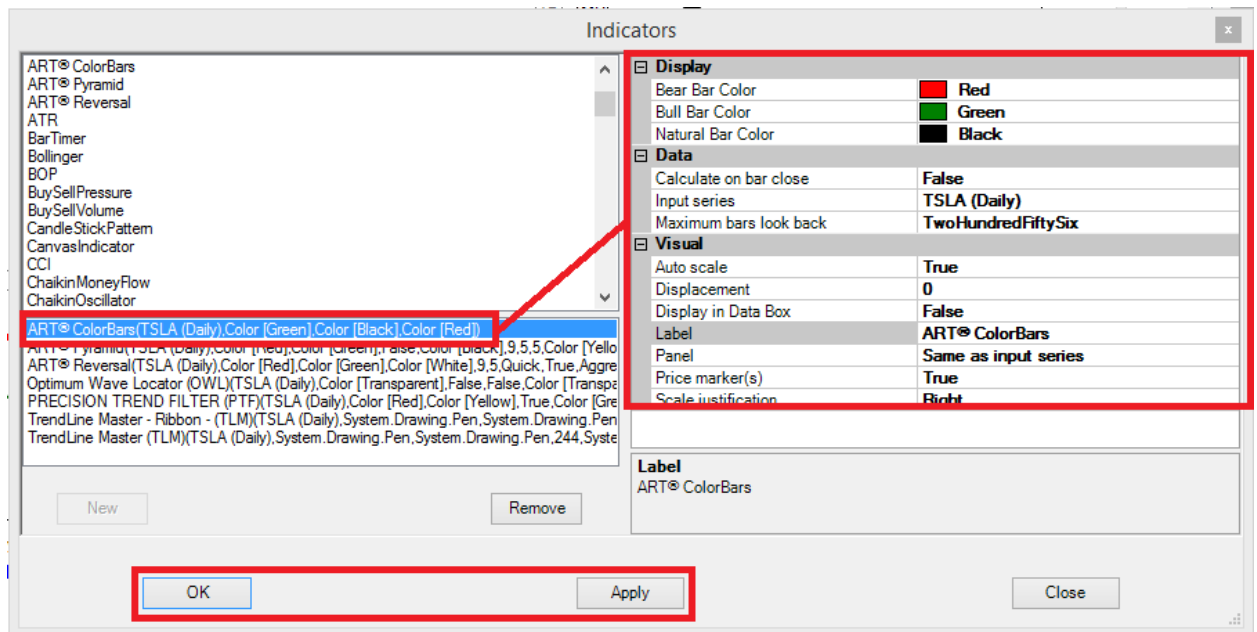 Indicators
x
ART® ColorBars
ART® Pyramid
ART® Reversal
ATR
BarTimer
Bollinger
BOP
BuySellPressure
BuySellVolume
CandleStickPattern
CanvasIndicator
CCI
ChaikinMoneyFlow
ChaikinOscillator
ART® ColorBars(TSLA (Daily),Color [Green],Color [Black],Color [Red])
ART® Pyramid(TSLA (Daily),Color [Red],Color [Green],False,Color [Black],9,5,5,Color [Yello
ART® Reversal(TSLA (Daily),Color [Red],Color [Green],Color [White],9,5,Quick,True,Aggre
Optimum Wave Locator (OWL)(TSLA (Daily),Color [Transparent],False,False,Color [Transpa
PRECISION TREND FILTER (PTF)(TSLA (Daily),Color [Red],Color [Yellow],True,Color [Gre
TrendLine Master - Ribbon - (TLM)(TSLA (Daily),System.Drawing.Pen,System.Drawing.Pen
TrendLine Master (TLM)(TSLA (Daily),System.Drawing.Pen,System.Drawing.Pen,244,Syste
New
Remove
Display
Bear Bar Color Red
Bull Bar Color Green
Natural Bar Color Black
Data
Calculate on bar close False
Input series TSLA (Daily)
Maximum bars look back TwoHundredFiftySix
Visual
Auto scale True
Displacement 0
Display in Data Box False
Label ART® ColorBars
Panel Same as input series
Price marker(s) True
Scale justification Right
Label
ART® ColorBars
OK
Apply
Close